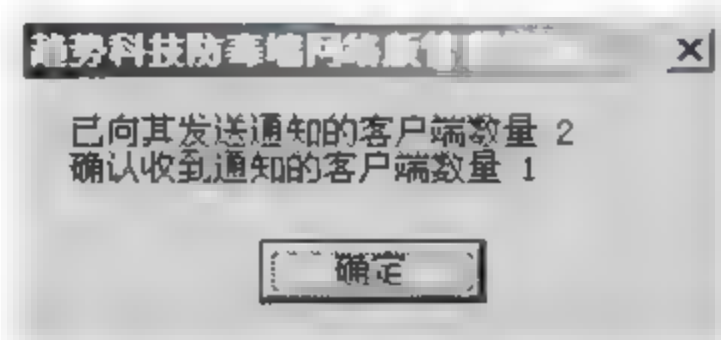 趋势科技防毒墙网络版管
已向其发送通知的客户端数量 2
确认收到通知的客户端数量 1
确定